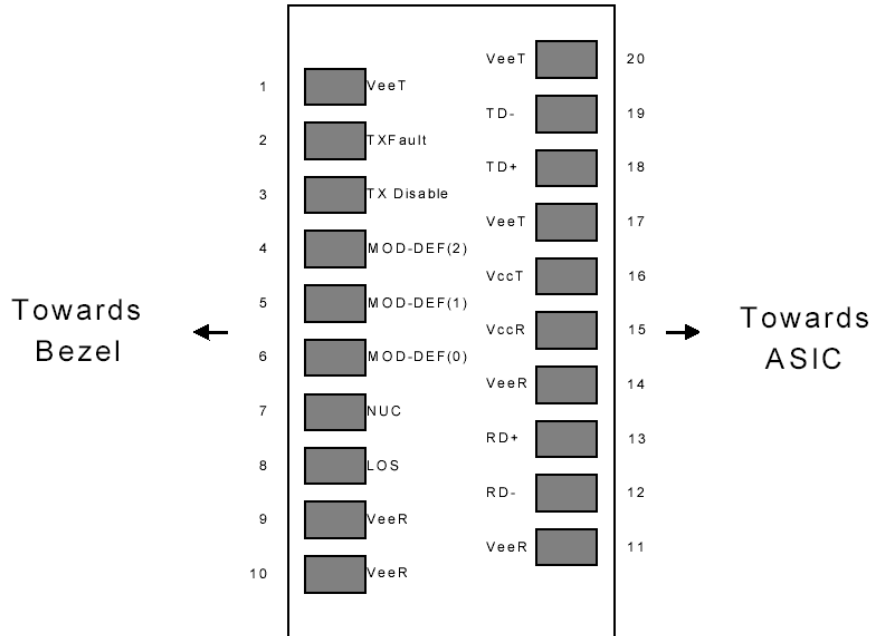 VeeT 20
1 VeeT
TD- 19
2 TXFault
TD+ 18
3 TX Disable
VeeT 17
4 MOD-DEF(2)
VccT 16
5 MOD-DEF(1)
Towards
Bezel
VccR 15
Towards
ASIC
6 MOD-DEF(0)
VeeR 14
7 NUC
RD+ 13
8 LOS
RD- 12
9 VeeR
VeeR 11
10 VeeR